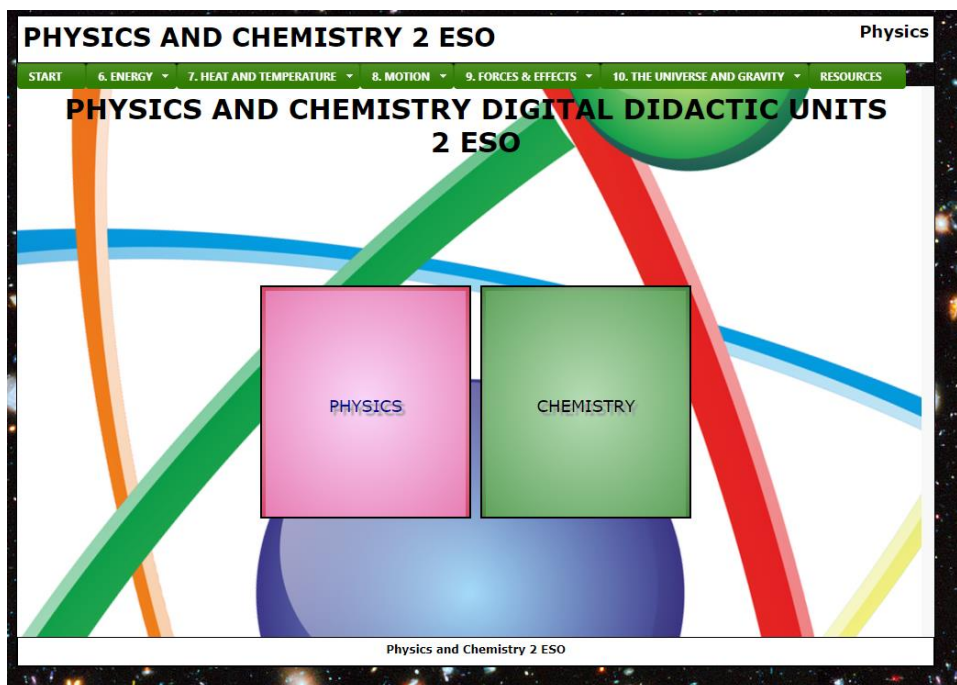 PHYSICS AND CHEMISTRY 2 ESO
Physics
START 6. ENERGY 7. HEAT AND TEMPERATURE 8. MOTION 9. FORCES & EFFECTS 10. THE UNIVERSE AND GRAVITY RESOURCES
PHYSICS AND CHEMISTRY DIGITAL DIDACTIC UNITS
2 ESO
PHYSICS
CHEMISTRY
Physics and Chemistry 2 ESO